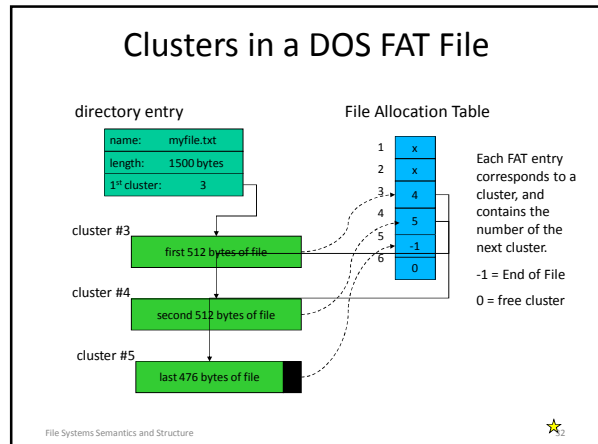 Clusters in a DOS FAT File
directory entry
name: myfile.txt
length: 1500 bytes
1st cluster: 3
cluster #3
first 512 bytes of file
cluster #4
second 512 bytes of file
cluster #5
last 476 bytes of file
File Allocation Table
1 x
2 x
3 4
4 5
5 -1
6 0
Each FAT entry
corresponds to a
cluster, and
contains the
number of the
next cluster.
-1 = End of File
0 = free cluster
File Systems Semantics and Structure
32